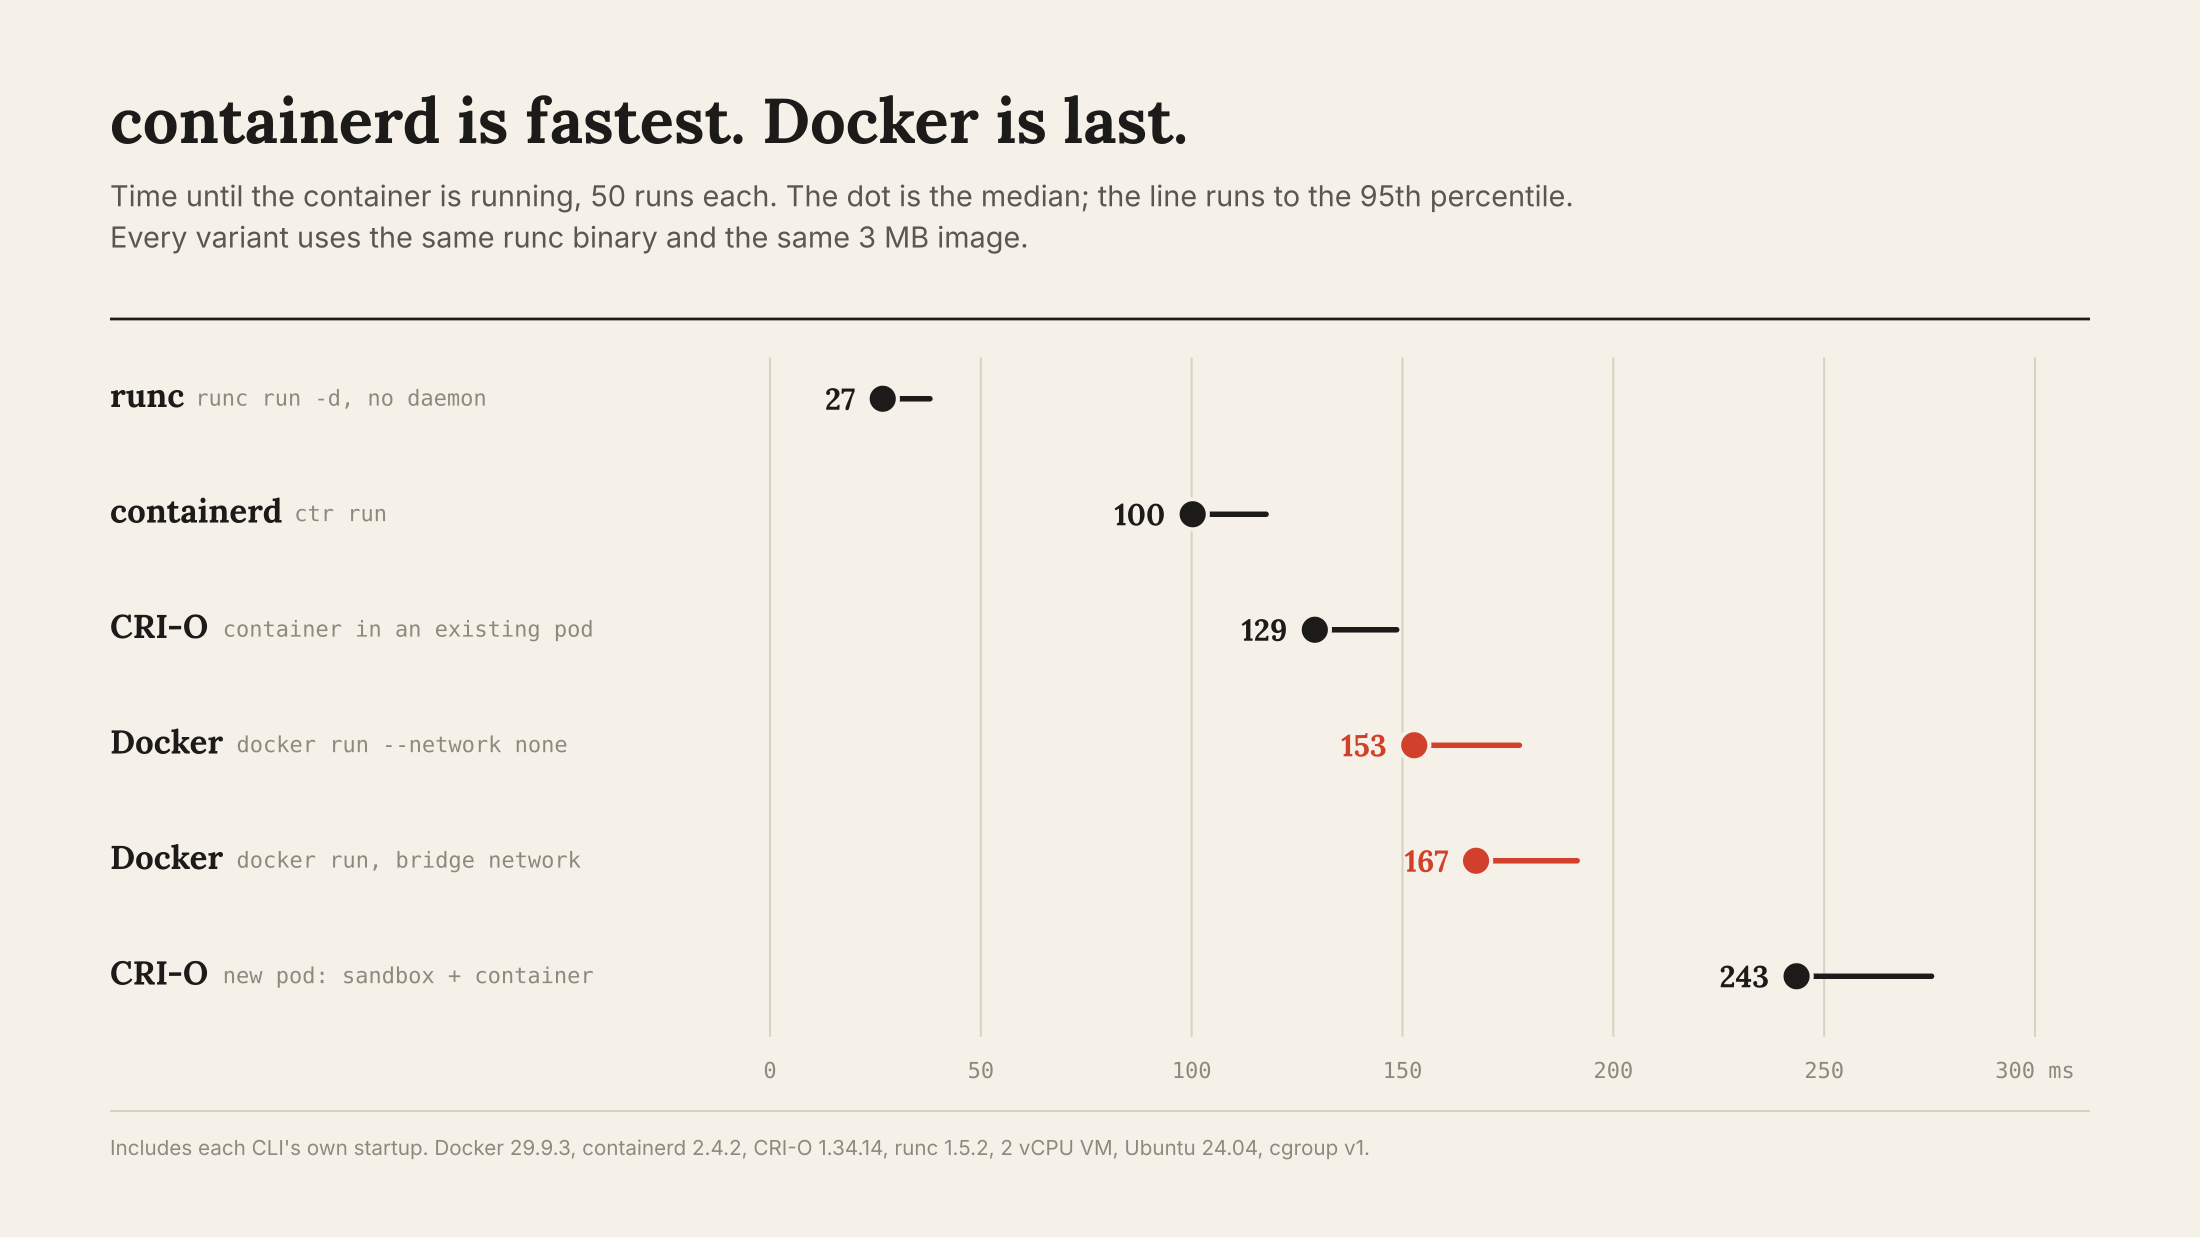 containerd is fastest. Docker is last.
Time until the container is running, 50 runs each. The dot is the median; the line runs to the 95th percentile.
Every variant uses the same runc binary and the same 3 MB image.
runc runc run -d, no daemon 27
containerd ctr run 100
CRI-O container in an existing pod 129
Docker docker run --network none 153
Docker docker run, bridge network 167
CRI-O new pod: sandbox + container 243
0 50 100 150 200 250 300 ms
Includes each CLI's own startup. Docker 29.9.3, containerd 2.4.2, CRI-O 1.34.14, runc 1.5.2, 2 vCPU VM, Ubuntu 24.04, cgroup v1.